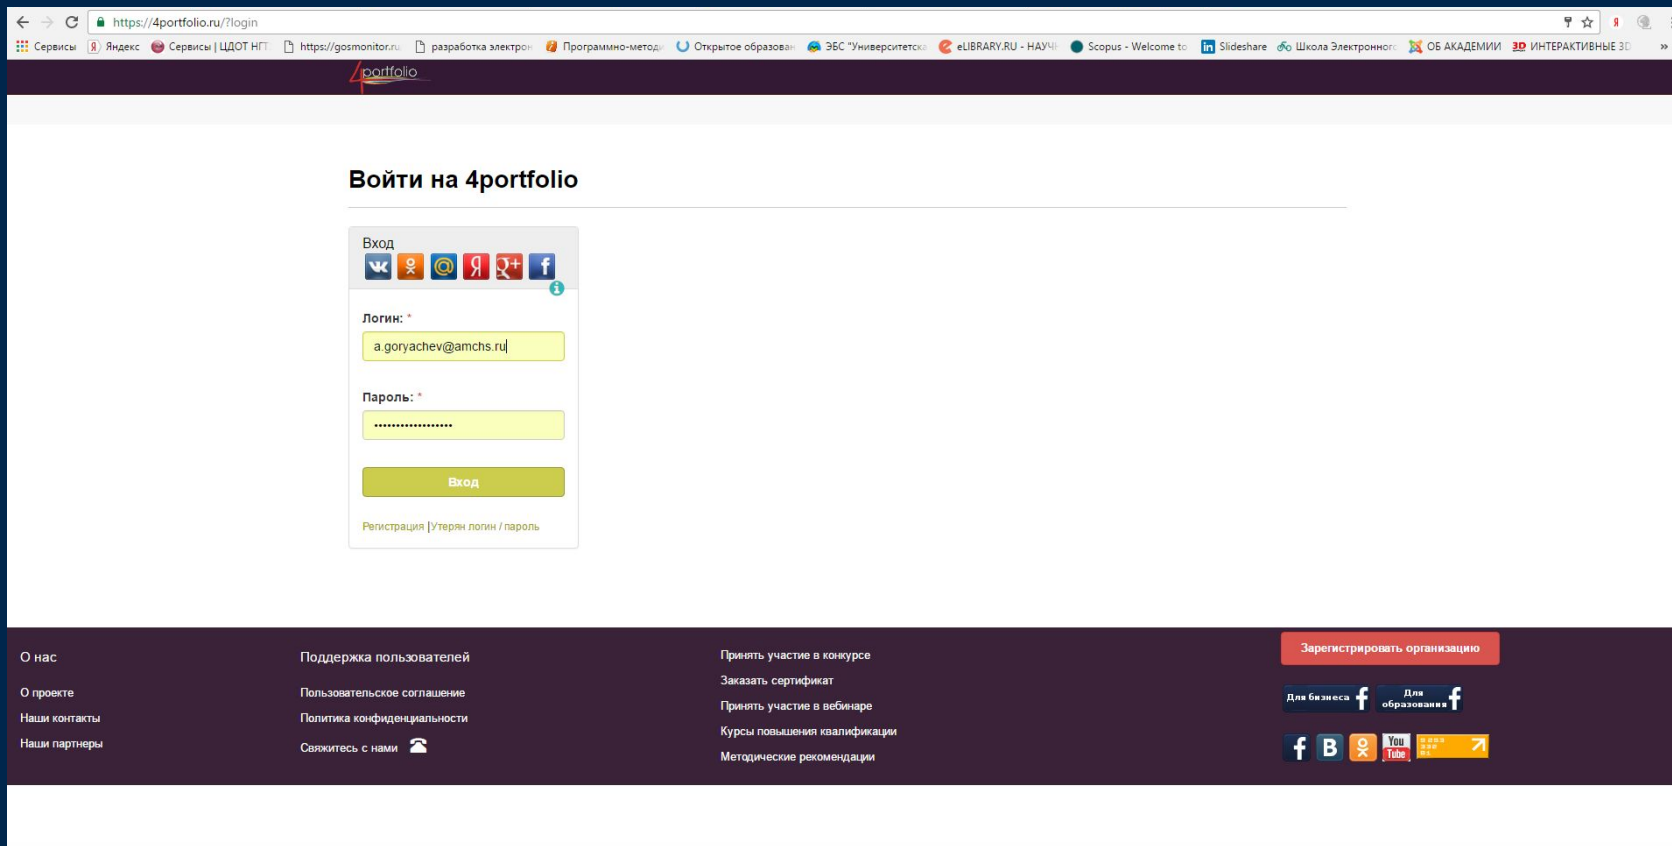 https://4portfolio.ru/?login
Сервисы Яндекс Сервисы | ЦДОТ НГТ https://gosmonitor.ru разработка электрон Программно-методи Открытое образован ЭБС "Университетска eLIBRARY.RU - НАУЧН Scopus - Welcome to Slideshare Школа Электронного ОБ АКАДЕМИИ 3D ИНТЕРАКТИВНЫЕ 3D »
4portfolio
Войти на 4portfolio
Вход
Логин: *
a.goryachev@amchs.ru
Пароль: *
••••••••••••••••••
Вход
Регистрация |Утерян логин / пароль
О нас
О проекте
Наши контакты
Наши партнеры
Поддержка пользователей
Пользовательское соглашение
Политика конфиденциальности
Свяжитесь с нами
Принять участие в конкурсе
Заказать сертификат
Принять участие в вебинаре
Курсы повышения квалификации
Методические рекомендации
Зарегистрировать организацию
Для бизнеса
Для
образования
You
Tube